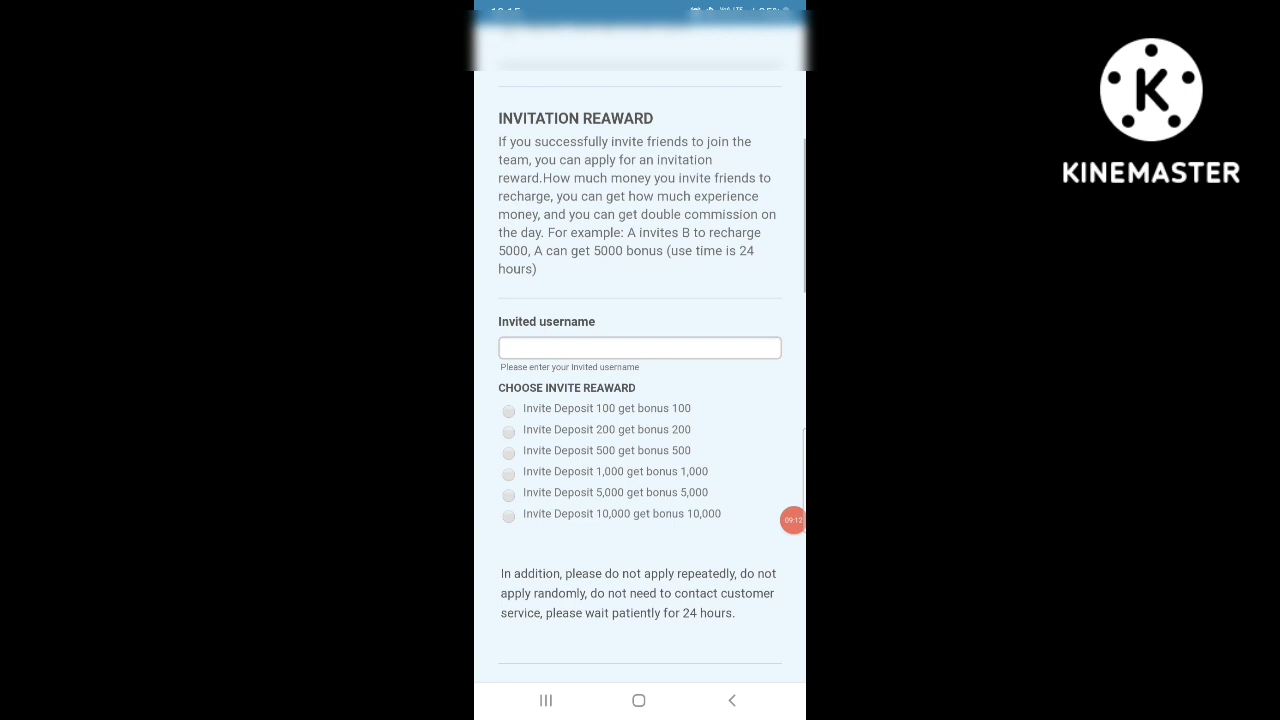 INVITATION REAWARD
If you successfully invite friends to join the
team, you can apply for an invitation
reward.How much money you invite friends to
recharge, you can get how much experience
money, and you can get double commission on
the day. For example: A invites B to recharge
5000, A can get 5000 bonus (use time is 24
hours)
Invited username
Please enter your Invited username
CHOOSE INVITE REAWARD
Invite Deposit 100 get bonus 100
Invite Deposit 200 get bonus 200
Invite Deposit 500 get bonus 500
Invite Deposit 1,000 get bonus 1,000
Invite Deposit 5,000 get bonus 5,000
Invite Deposit 10,000 get bonus 10,000
09:12
In addition, please do not apply repeatedly, do not
apply randomly, do not need to contact customer
service, please wait patiently for 24 hours.
K
KINEMASTER